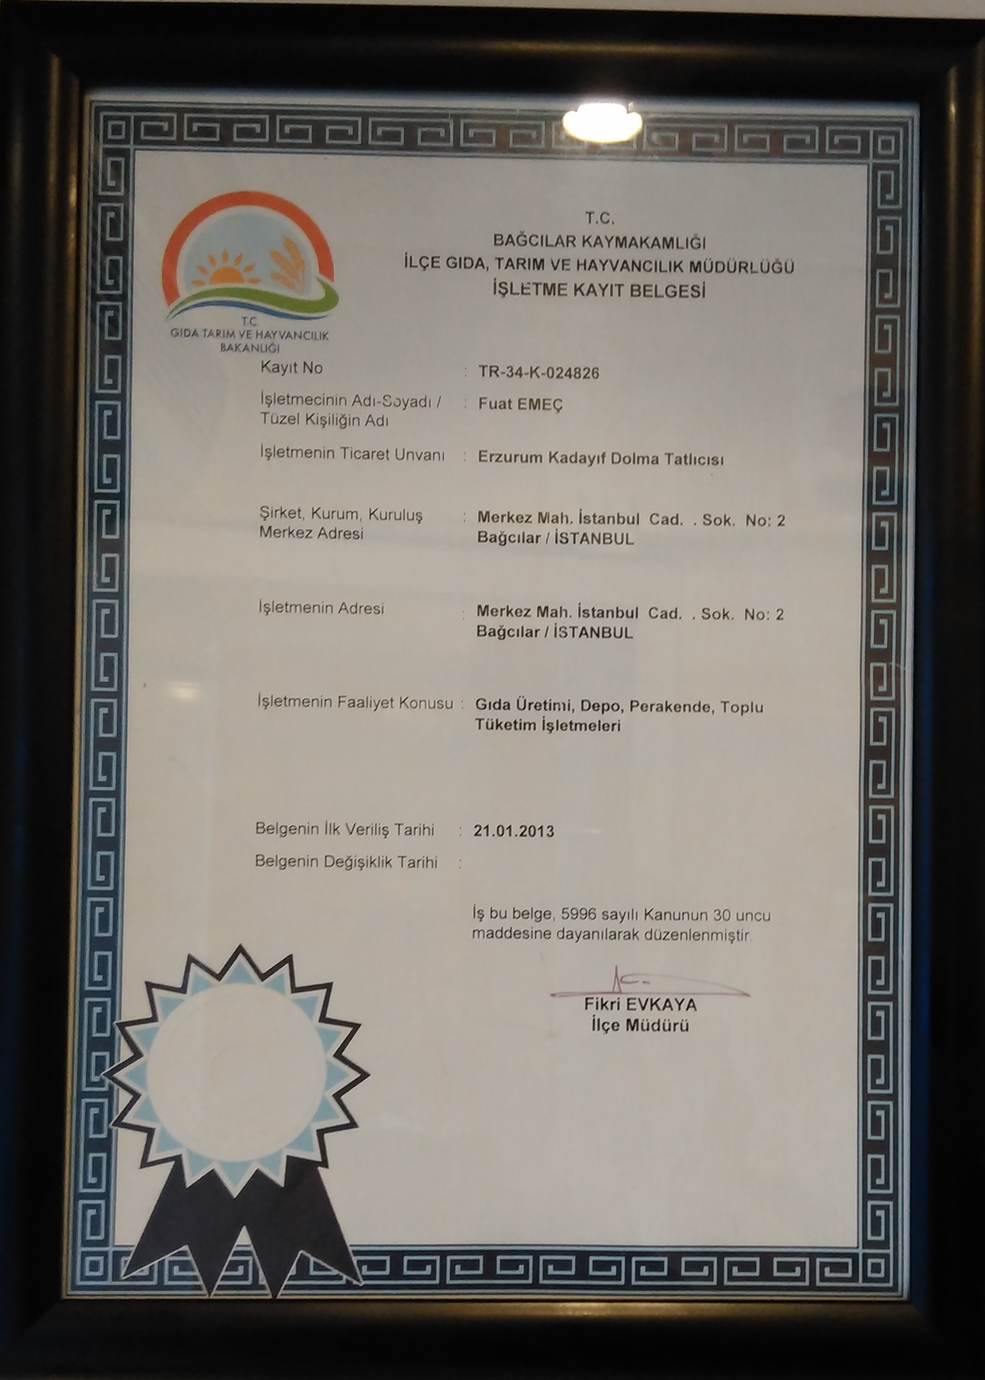 T.C.
BAĞCILAR KAYMAKAMLIĞI
İLÇE GIDA, TARIM VE HAYVANCILIK MÜDÜRLÜĞÜ
İŞLETME KAYIT BELGESİ
T.C.
GIDA TARIM VE HAYVANCILIK
BAKANLIĞI
Kayıt No : TR-34-K-024826
İşletmecinin Adı-Soyadı / : Fuat EMEÇ
Tüzel Kişiliğin Adı
İşletmenin Ticaret Unvanı : Erzurum Kadayıf Dolma Tatlıcısı
Şirket, Kurum, Kuruluş : Merkez Mah. İstanbul Cad. . Sok. No: 2
Merkez Adresi Bağcılar / İSTANBUL
İşletmenin Adresi : Merkez Mah. İstanbul Cad. . Sok. No: 2
Bağcılar / İSTANBUL
İşletmenin Faaliyet Konusu : Gıda Üretimi, Depo, Perakende, Toplu
Tüketim İşletmeleri
Belgenin İlk Veriliş Tarihi : 21.01.2013
Belgenin Değişiklik Tarihi :
İş bu belge, 5996 sayılı Kanunun 30 uncu
maddesine dayanılarak düzenlenmiştir.
Fikri EVKAYA
İlçe Müdürü